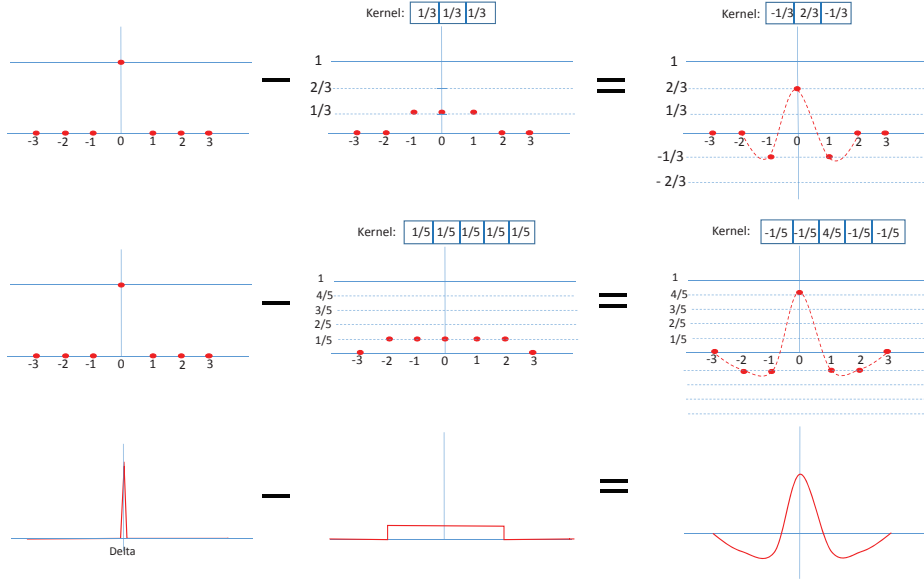 Kernel: 1/3 1/3 1/3
Kernel: -1/3 2/3 -1/3
1
2/3
1/3
1
2/3
1/3
-3 -2 -1 0 1 2 3
-3 -2 -1 0 1 2 3
-3 -2 -1 0 1 2 3
-1/3
- 2/3
Kernel: 1/5 1/5 1/5 1/5 1/5
Kernel: -1/5 -1/5 4/5 -1/5 -1/5
1
4/5
3/5
2/5
1/5
1
4/5
3/5
2/5
1/5
-3 -2 -1 0 1 2 3
-3 -2 -1 0 1 2 3
-3 -2 -1 0 1 2 3
Delta